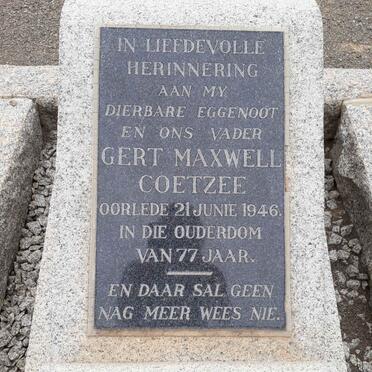 IN LIEFDEVOLLE
HERINNERING
AAN MY
DIERBARE EGGENOOT
EN ONS VADER
GERT MAXWELL
COETZEE
OORLEDE 21 JUNIE 1946.
IN DIE OUDERDOM
VAN 77 JAAR.
EN DAAR SAL GEEN
NAG MEER WEES NIE.